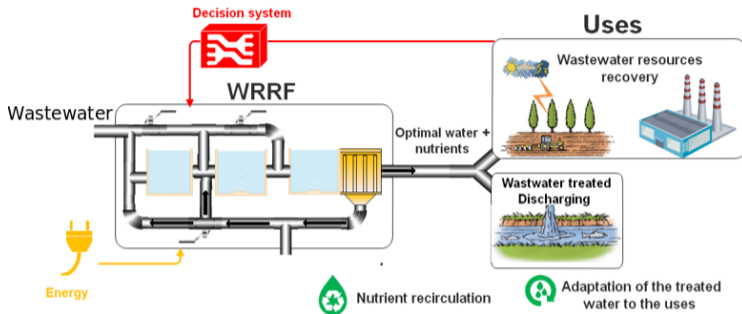 Decision system
Uses
Wastewater resources
recovery
WRRF
Wastewater
Optimal water +
nutrients
Wastwater treated
Discharging
Energy
Nutrient recirculation
Adaptation of the treated
water to the uses